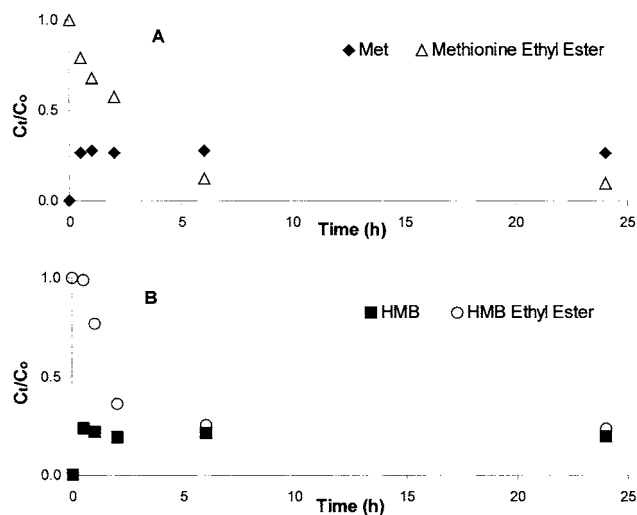 A
◆ Met △ Methionine Ethyl Ester
Ct/Co
1.0
0.5
0.0
0 5 10 15 20 25
Time (h)
B
■ HMB ○ HMB Ethyl Ester
Ct/Co
1.0
0.5
0.0
0 5 10 15 20 25
Time (h)